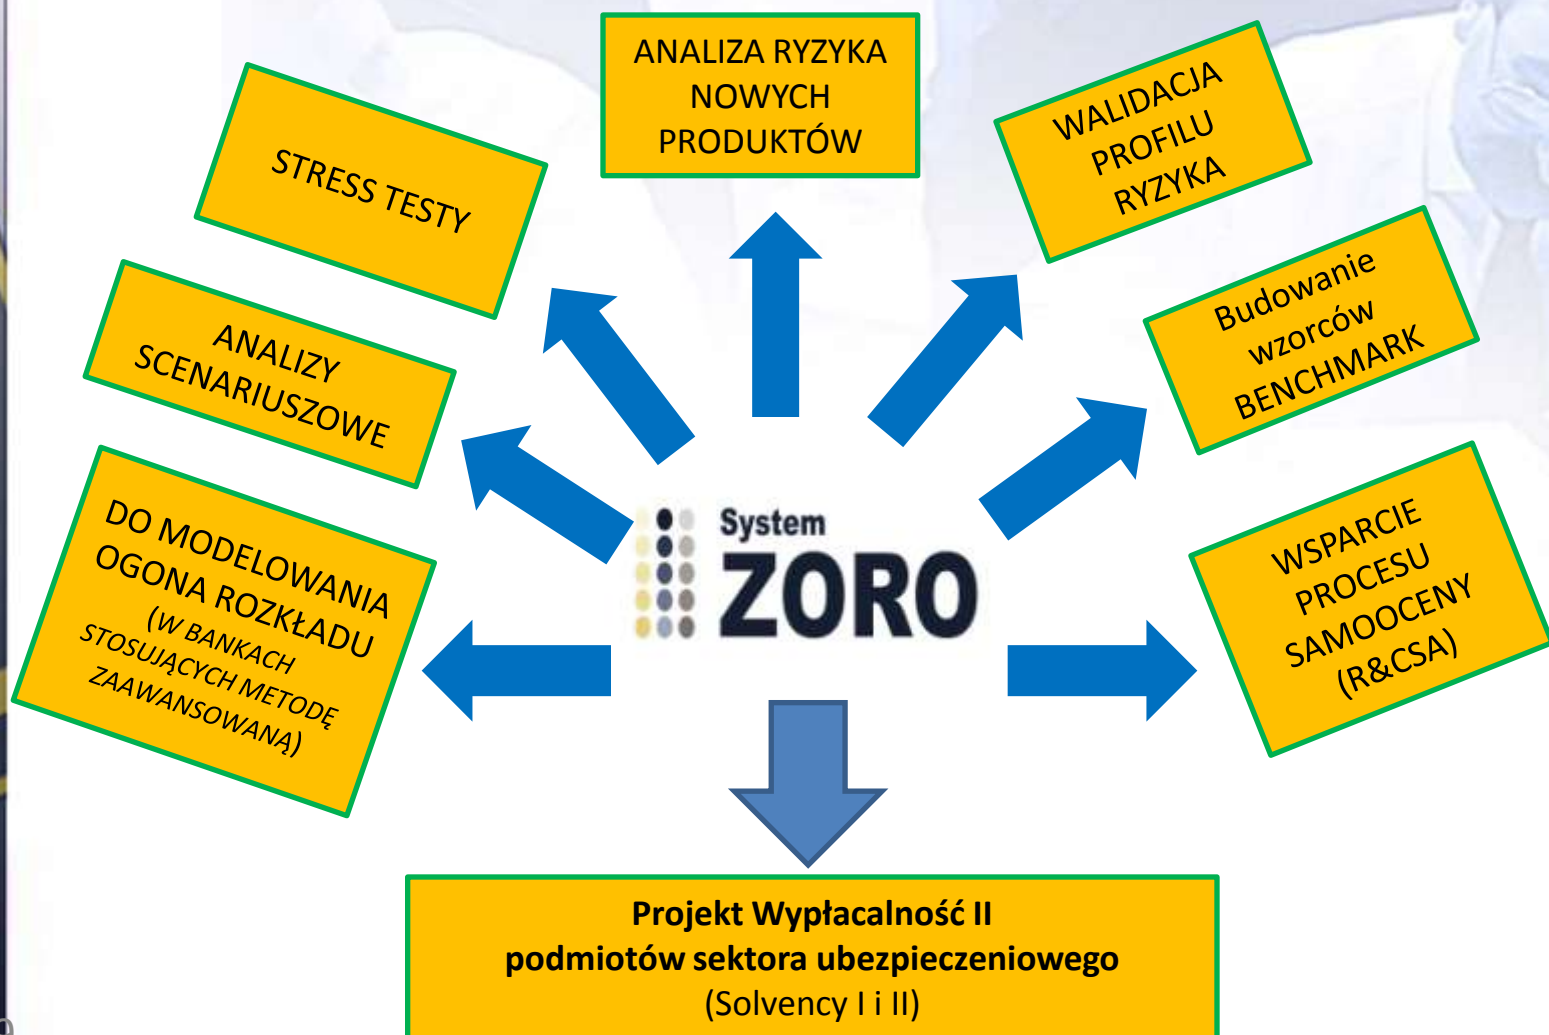 ANALIZA RYZYKA
NOWYCH
PRODUKTÓW
STRESS TESTY
WALIDACJA
PROFILU
RYZYKA
ANALIZY
SCENARIUSZOWE
Budowanie
wzorców
BENCHMARK
DO MODELOWANIA
OGONA ROZKŁADU
(W BANKACH
STOSUJĄCYCH METODĘ
ZAAWANSOWANĄ)
System
ZORO
WSPARCIE
PROCESU
SAMOOCENY
(R&CSA)
Projekt Wypłacalność II
podmiotów sektora ubezpieczeniowego
(Solvency I i II)